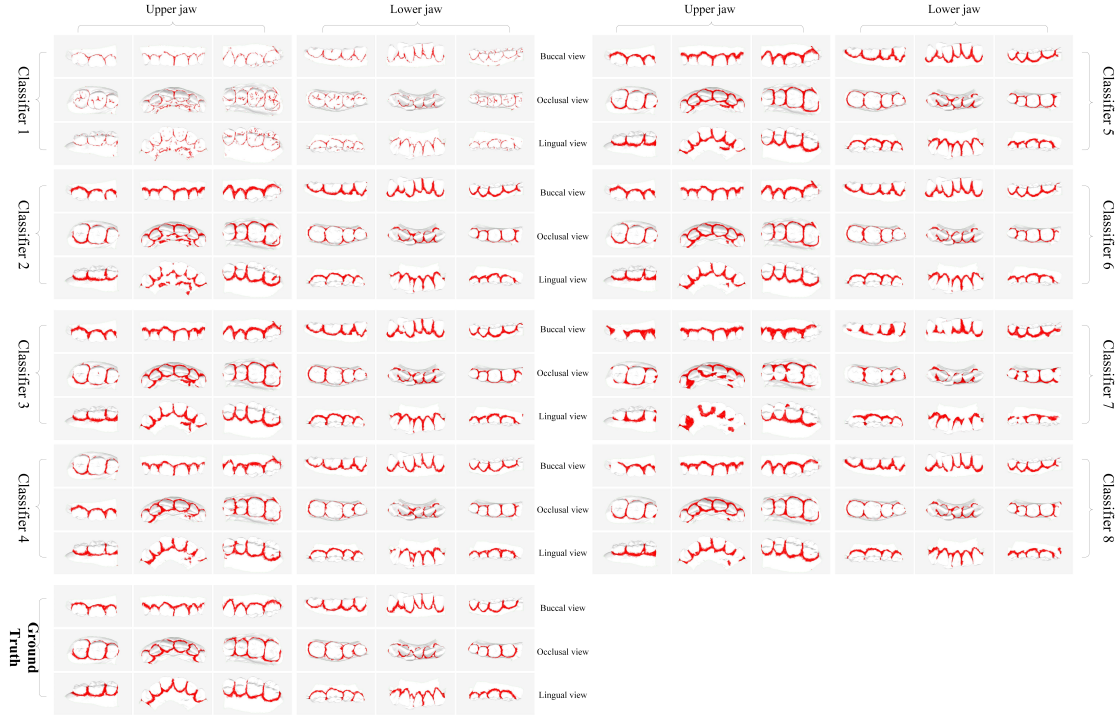 Upper jaw
Lower jaw
Upper jaw
Lower jaw
Classifier 1
Buccal view
Occlusal view
Lingual view
Classifier 5
Classifier 2
Buccal view
Occlusal view
Lingual view
Classifier 6
Classifier 3
Buccal view
Occlusal view
Lingual view
Classifier 7
Classifier 4
Buccal view
Occlusal view
Lingual view
Classifier 8
Ground
Truth
Buccal view
Occlusal view
Lingual view